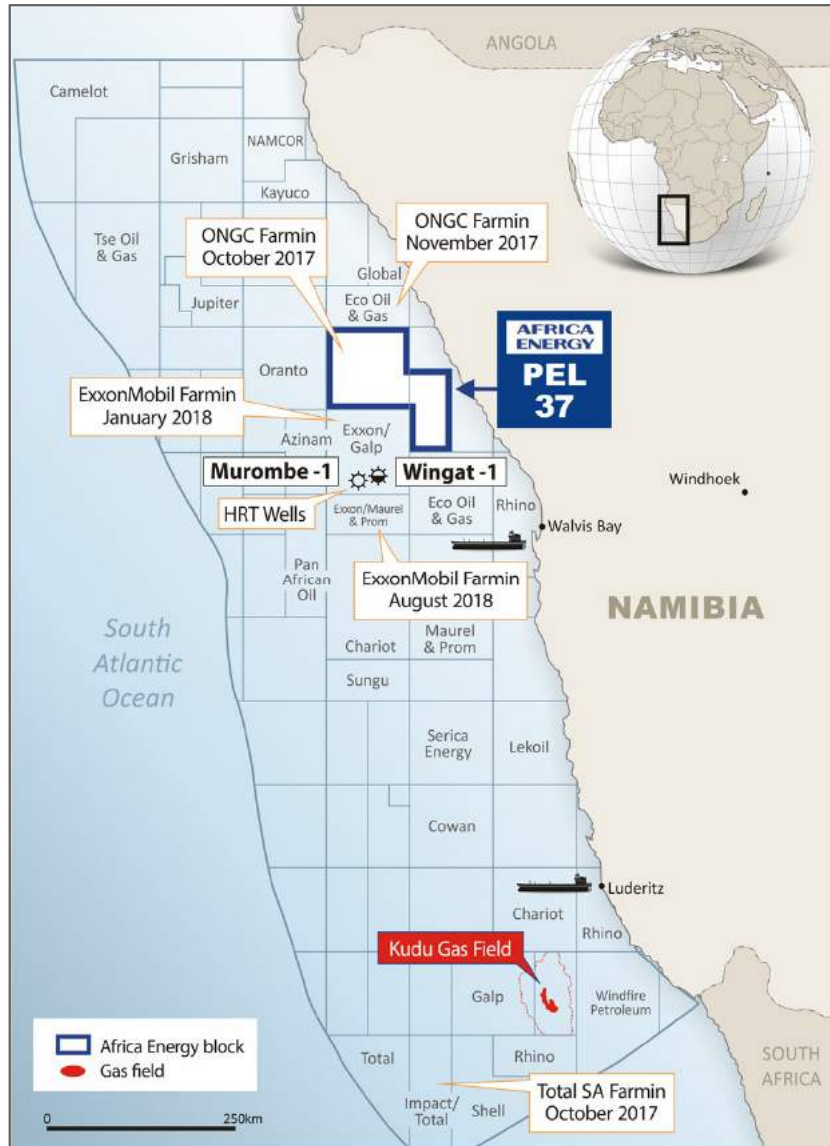 ANGOLA
Camelot
Grisham
NAMCOR
Kayuco
Tse Oil
& Gas
ONGC Farmin
October 2017
ONGC Farmin
November 2017
Global
Jupiter
Eco Oil
& Gas
AFRICA
ENERGY
PEL
37
Oranto
ExxonMobil Farmin
January 2018
Azinam
Exxon/
Galp
Murombe -1
Wingat -1
HRT Wells
Exxon/Maurel
& Prom
Eco Oil
& Gas
Rhino
Windhoek
Walvis Bay
Pan
African
Oil
ExxonMobil Farmin
August 2018
NAMIBIA
South
Atlantic
Ocean
Chariot
Maurel
& Prom
Sungu
Serica
Energy
Lekoil
Cowan
Luderitz
Chariot
Rhino
Kudu Gas Field
Galp
Windfire
Petroleum
Africa Energy block
Gas field
0
250km
Total
Rhino
Impact/
Total
Shell
Total SA Farmin
October 2017
SOUTH
AFRICA